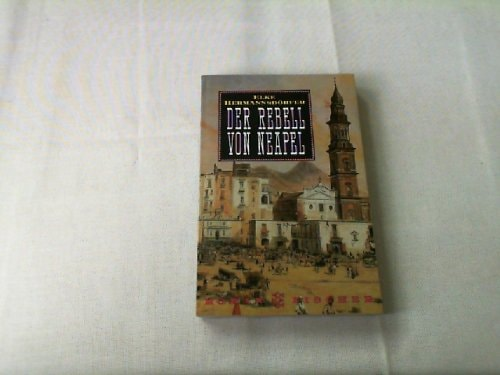 ELKE
HERMANNSDÖRFER
DER REBELL
VON NEAPEL